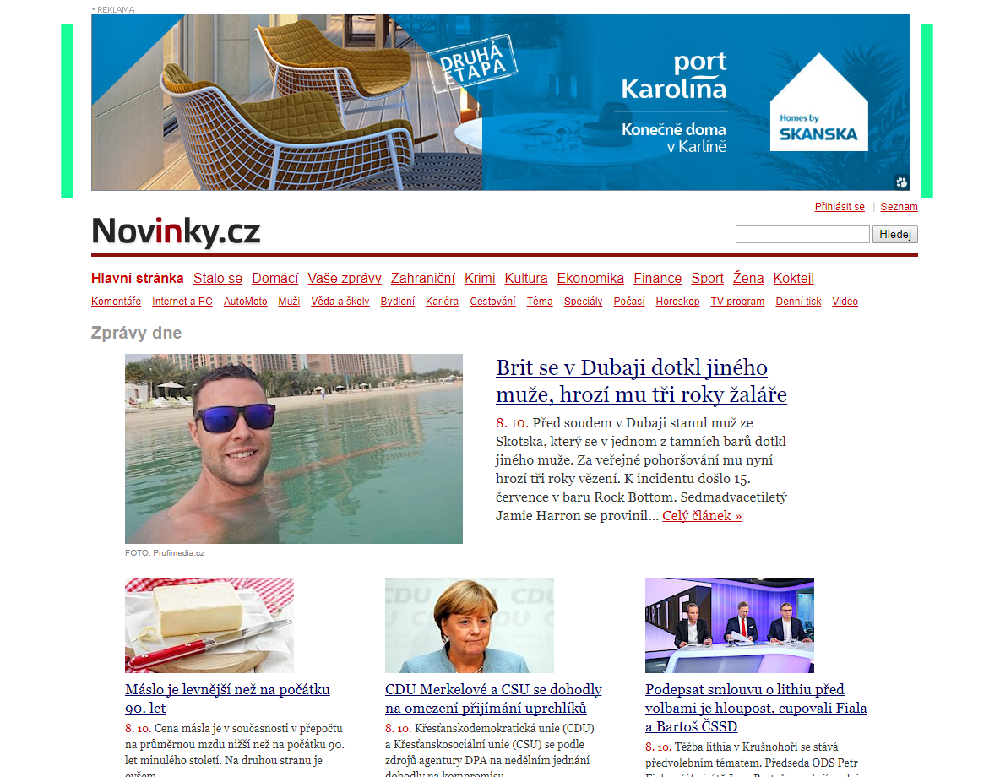 REKLAMA
DRUHÁ
ETAPA
port
Karolína
Konečně doma
v Karlíně
Homes by
SKANSKA
Přihlásit se | Seznam
Novinky.cz
Hledej
Hlavní stránka Stalo se Domácí Vaše zprávy Zahraniční Krimi Kultura Ekonomika Finance Sport Žena Koktejl
Komentáře Internet a PC AutoMoto Muži Věda a školy Bydlení Kariéra Cestování Téma Speciály Počasí Horoskop TV program Denní tisk Video
Zprávy dne
Brit se v Dubaji dotkl jiného
muže, hrozí mu tři roky žaláře
8. 10. Před soudem v Dubaji stanul muž ze
Skotska, který se v jednom z tamních barů dotkl
jiného muže. Za veřejné pohoršování mu nyní
hrozí tři roky vězení. K incidentu došlo 15.
července v baru Rock Bottom. Sedmadvacetiletý
Jamie Harron se provinil... Celý článek »
FOTO: Profimedia.cz
CDU
CDU
CDU
Máslo je levnější než na počátku
90. let
8. 10. Cena másla je v současnosti v přepočtu
na průměrnou mzdu nižší než na počátku 90.
let minulého století. Na druhou stranu je
ovšem
CDU Merkelové a CSU se dohodly
na omezení přijímání uprchlíků
8. 10. Křesťanskodemokratická unie (CDU)
a Křesťanskosociální unie (CSU) se podle
zdrojů agentury DPA na nedělním jednání
dohodly na kompromisu
Podepsat smlouvu o lithiu před
volbami je hloupost, cupovali Fiala
a Bartoš ČSSD
8. 10. Těžba lithia v Krušnohoří se stává
předvolebním tématem. Předseda ODS Petr